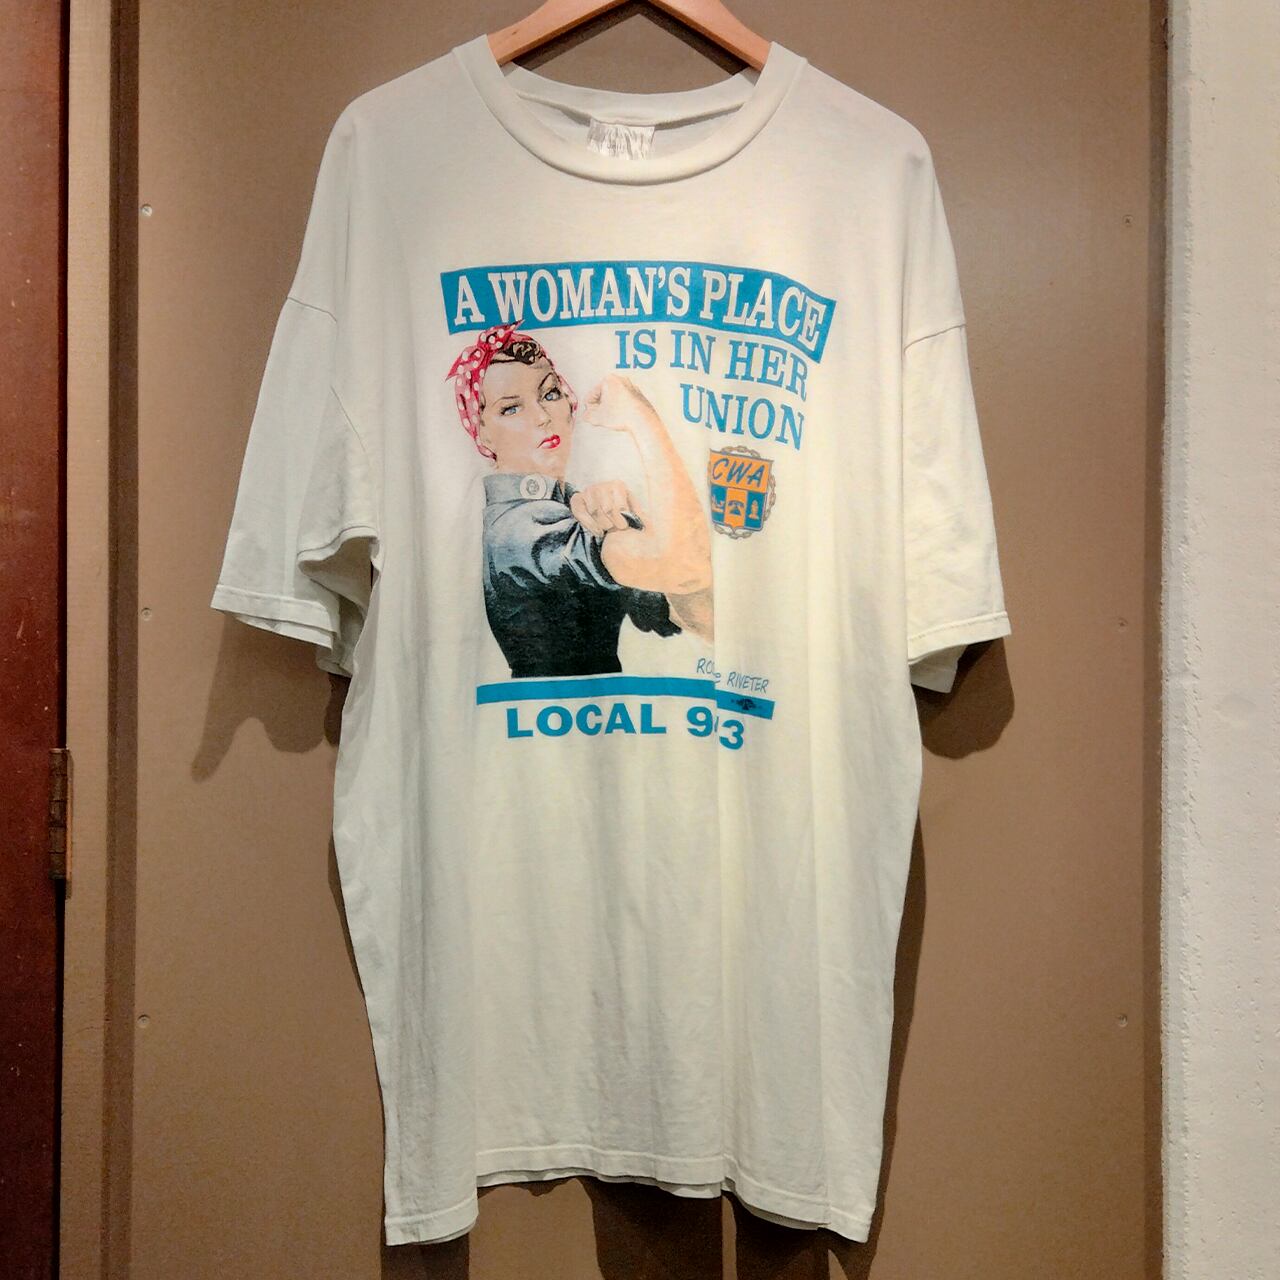 A WOMAN'S PLACE
IS IN HER
UNION
CWA
RIVETER
LOCAL